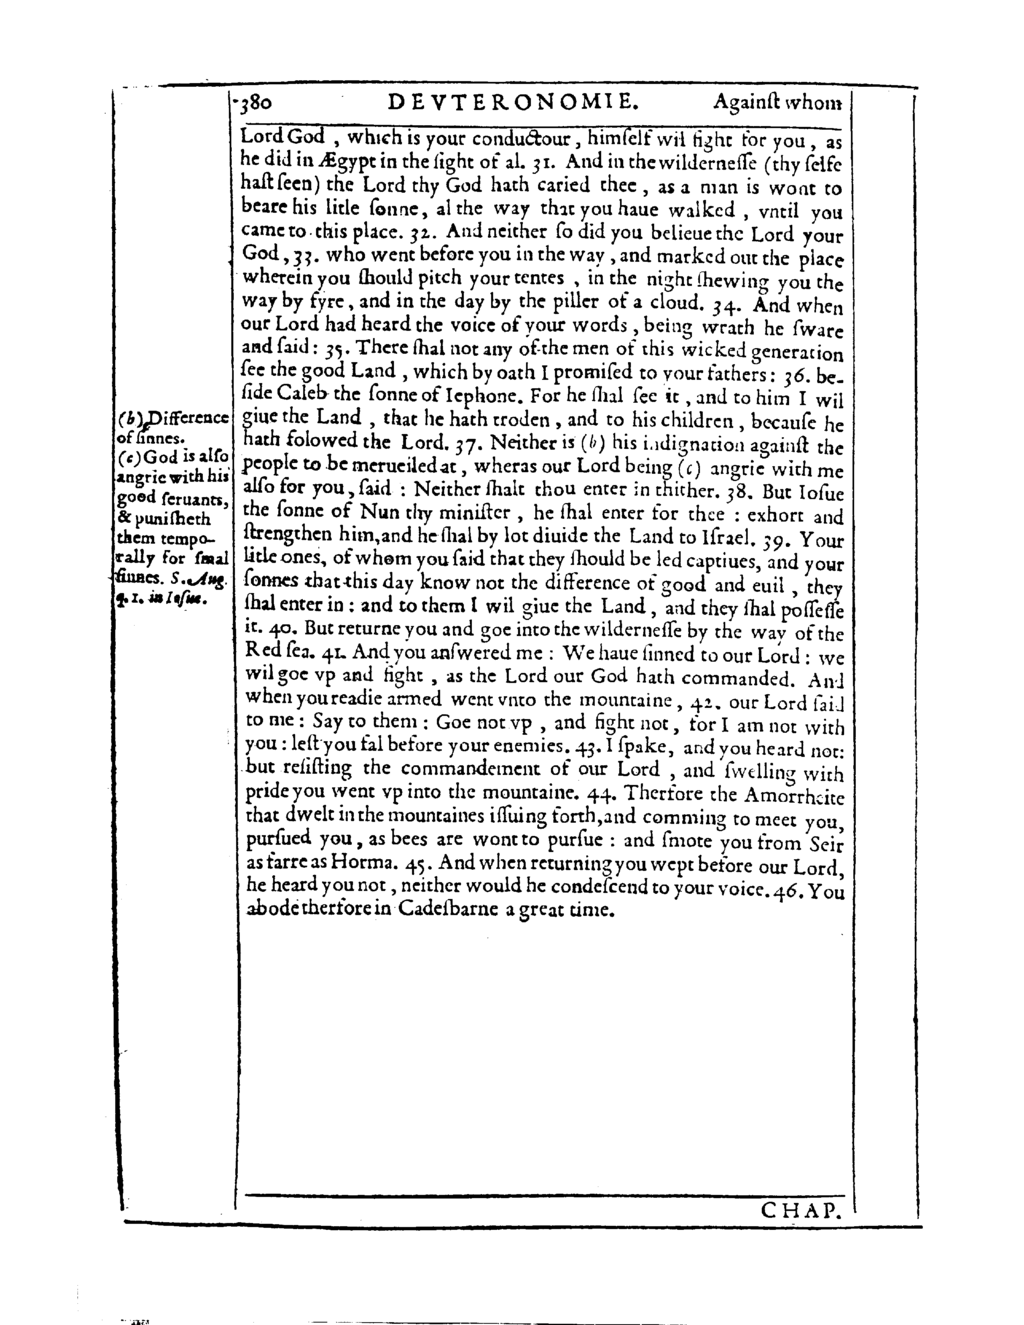 380 DEVTERONOMIE. Againſt whom
Lord God , which is your conductour , himſelf wil fight for you , as
he did in Ægypt in the ſight of al. 31. And in the wilderneſſe (thy ſelfe
haſt ſeen) the Lord thy God hath caried thee , as a man is wont to
beare his litle ſonne, al the way that you haue walked , vntil you
came to this place. 32. And neither ſo did you belieue the Lord your
God, 33. who went before you in the way , and marked out the place
wherein you ſhould pitch your tentes , in the night ſhewing you the
way by fyre, and in the day by the piller of a cloud. 34. And when
our Lord had heard the voice of your words , being wrath he ſware
and ſaid: 35. There ſhal not any of the men of this wicked generation
ſee the good Land , which by oath I promiſed to your fathers: 36. be-
ſide Caleb the ſonne of Iephone. For he ſhal ſee it , and to him I wil
giue the Land , that he hath troden , and to his children, becauſe he
hath folowed the Lord. 37. Neither is (b) his indignation againſt the
people to be merueiled at, wheras our Lord being (c) angrie with me
alſo for you, ſaid : Neither ſhalt thou enter in thither. 38. But Ioſue
the ſonne of Nun thy miniſter , he ſhal enter for thee : exhort and
ſtrengthen him, and he ſhal by lot diuide the Land to Iſrael. 39. Your
litle ones, of whom you ſaid that they ſhould be led captiues, and your
ſonnes that this day know not the difference of good and euil , they
ſhal enter in : and to them I wil giue the Land , and they ſhal poſſeſſe
it. 40. But returne you and goe into the wilderneſſe by the way of the
Red ſea. 41. And you anſwered me : We haue ſinned to our Lord : we
wil goe vp and fight , as the Lord our God hath commanded. And
when you readie armed went vnto the mountaine, 42. our Lord ſaid
to me : Say to them : Goe not vp , and fight not, for I am not with
you : leſt you fal before your enemies. 43. I ſpake, and you heard not:
but reſiſting the commandement of our Lord , and ſwelling with
pride you went vp into the mountaine. 44. Therfore the Amorrheite
that dwelt in the mountaines iſſuing forth, and comming to meet you,
purſued you , as bees are wont to purſue : and ſmote you from Seir
as farre as Horma. 45. And when returning you wept before our Lord,
he heard you not , neither would he condeſcend to your voice. 46. You
abode therfore in Cadeſbarne a great time.
(b) Difference
of ſinnes.
(c) God is alſo
angrie with his
good ſeruants,
& puniſheth
them tempo-
rally for ſmal
ſinnes. S. Aug.
q. 1. in Ioſue.
CHAP.